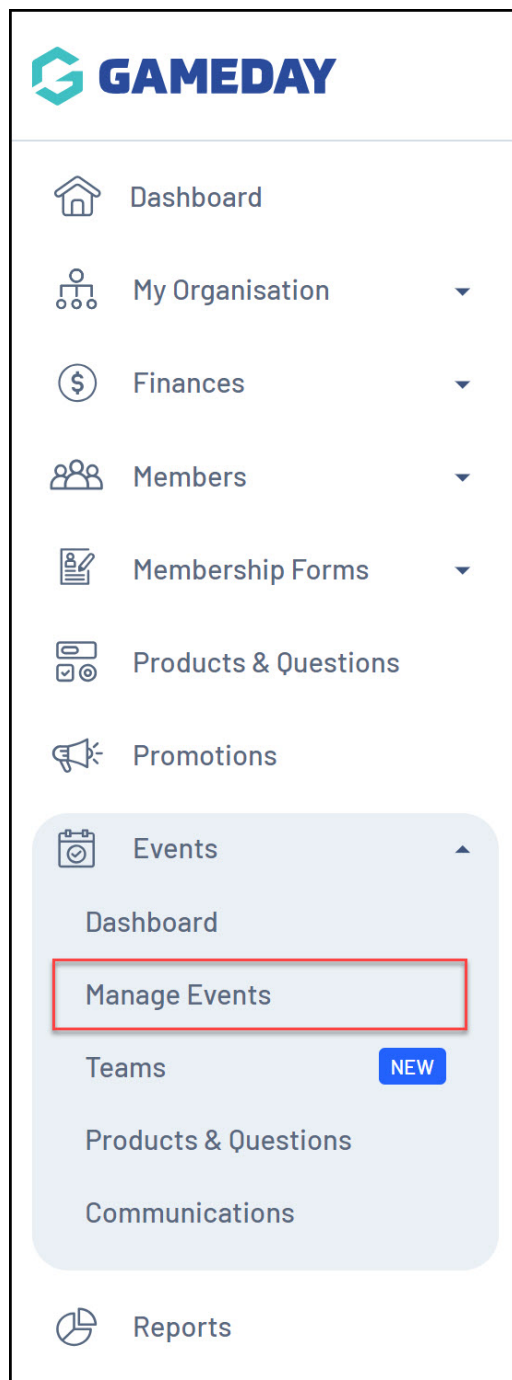 GAMEDAY
Dashboard
My Organisation
Finances
Members
Membership Forms
Products & Questions
Promotions
Events
Dashboard
Manage Events
Teams NEW
Products & Questions
Communications
Reports